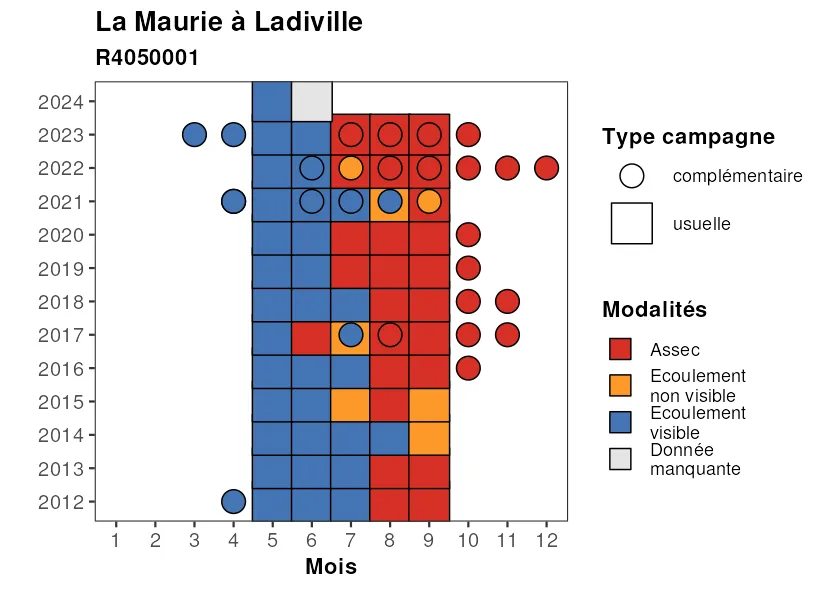 La Maurie à Ladiville
R4050001
2024
2023
2022
2021
2020
2019
2018
2017
2016
2015
2014
2013
2012
1 2 3 4 5 6 7 8 9 10 11 12
Mois
Type campagne
complémentaire
usuelle
Modalités
Assec
Ecoulement
non visible
Ecoulement
visible
Donnée
manquante